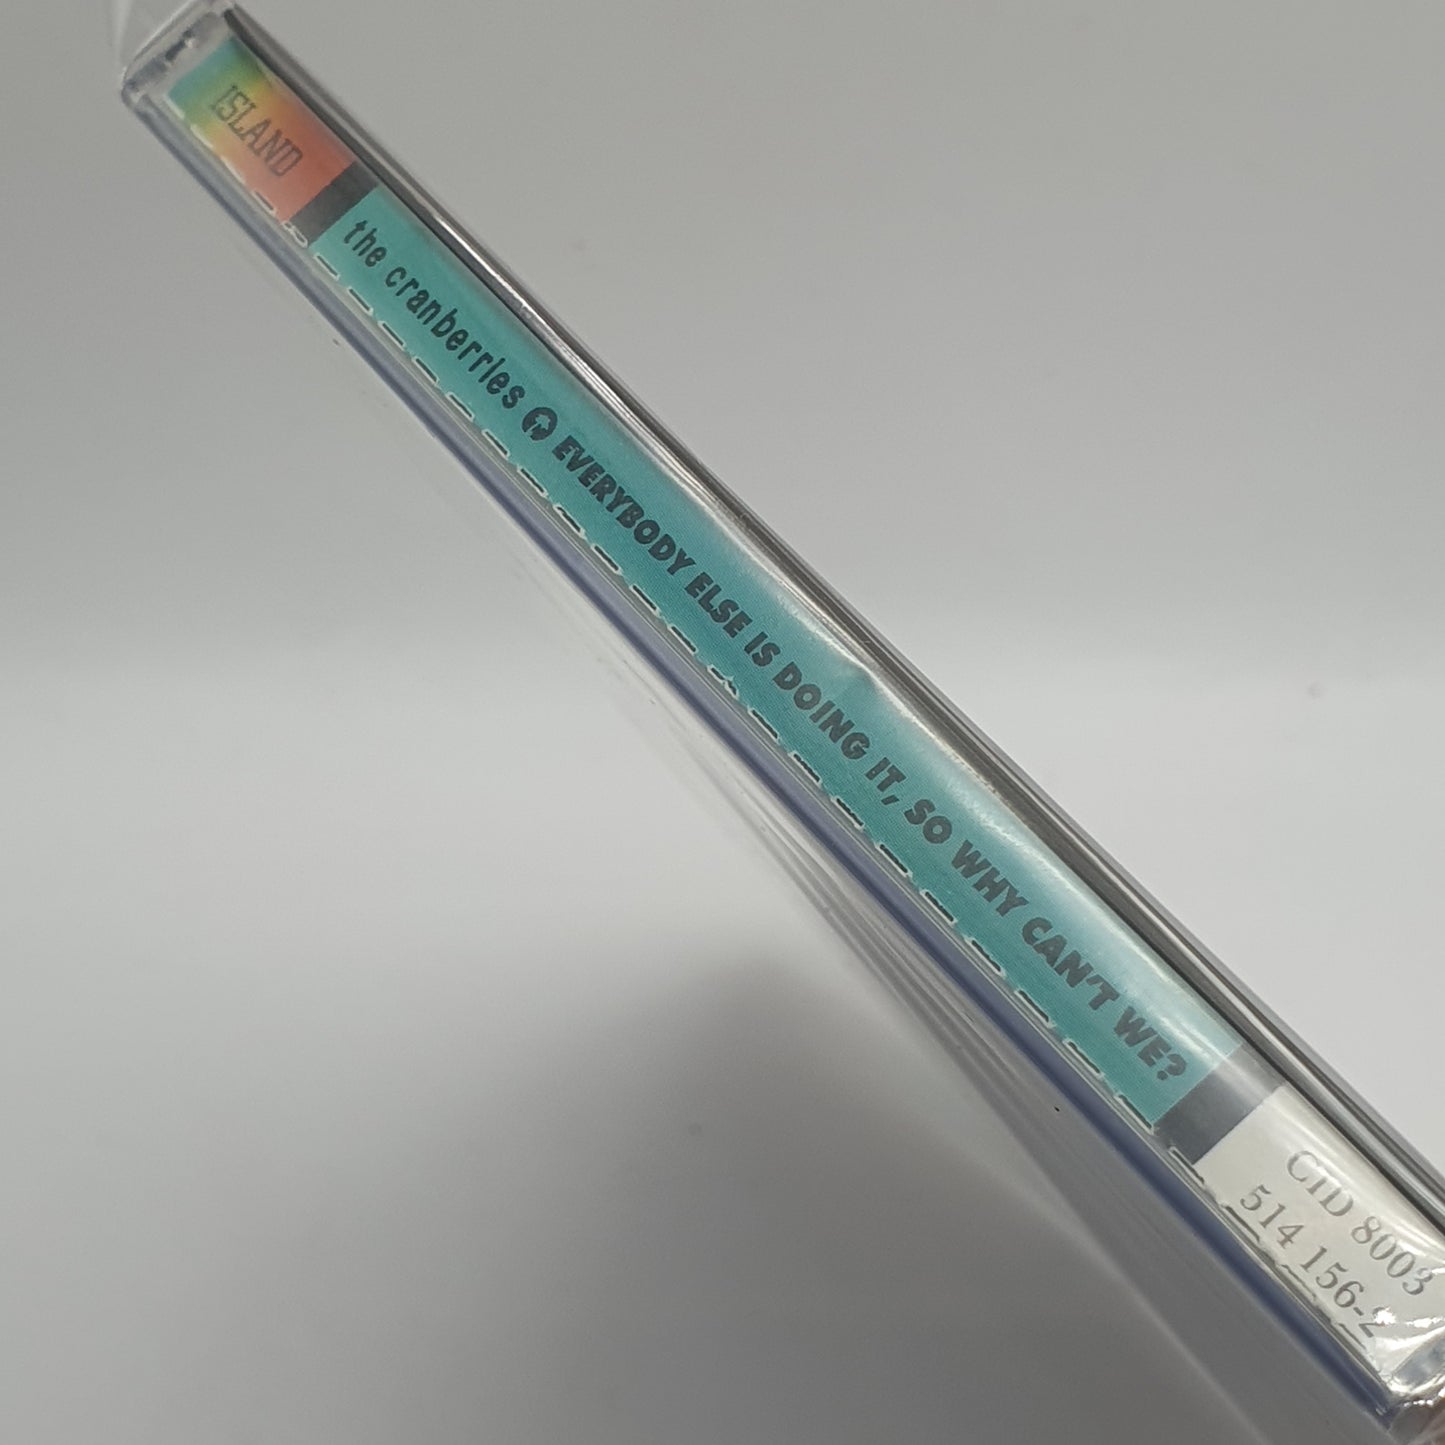 ISLAND
the cranberries EVERYBODY ELSE IS DOING IT, SO WHY CAN'T WE?
CID 8003
514 156-2